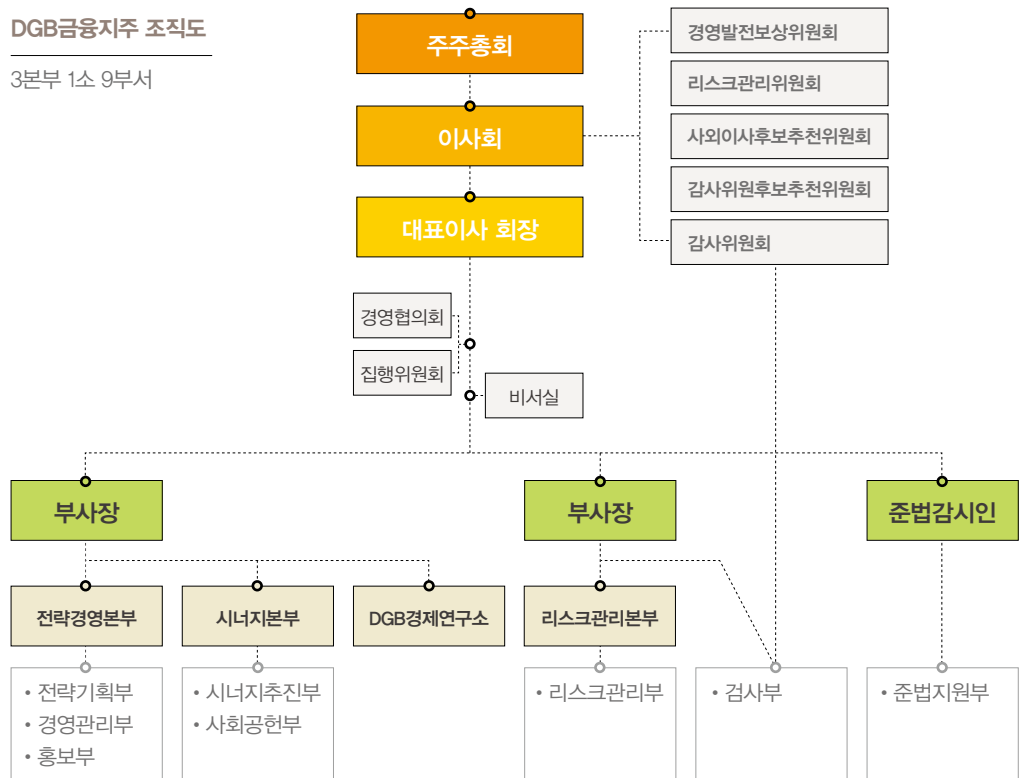 DGB금융지주 조직도
3본부 1소 9부서
주주총회
이사회
대표이사 회장
경영발전보상위원회
리스크관리위원회
사외이사후보추천위원회
감사위원후보추천위원회
감사위원회
경영협의회
집행위원회
비서실
부사장
부사장
준법감시인
전략경영본부
시너지본부
DGB경제연구소
리스크관리본부
• 전략기획부
• 경영관리부
• 홍보부
• 시너지추진부
• 사회공헌부
• 리스크관리부
• 검사부
• 준법지원부